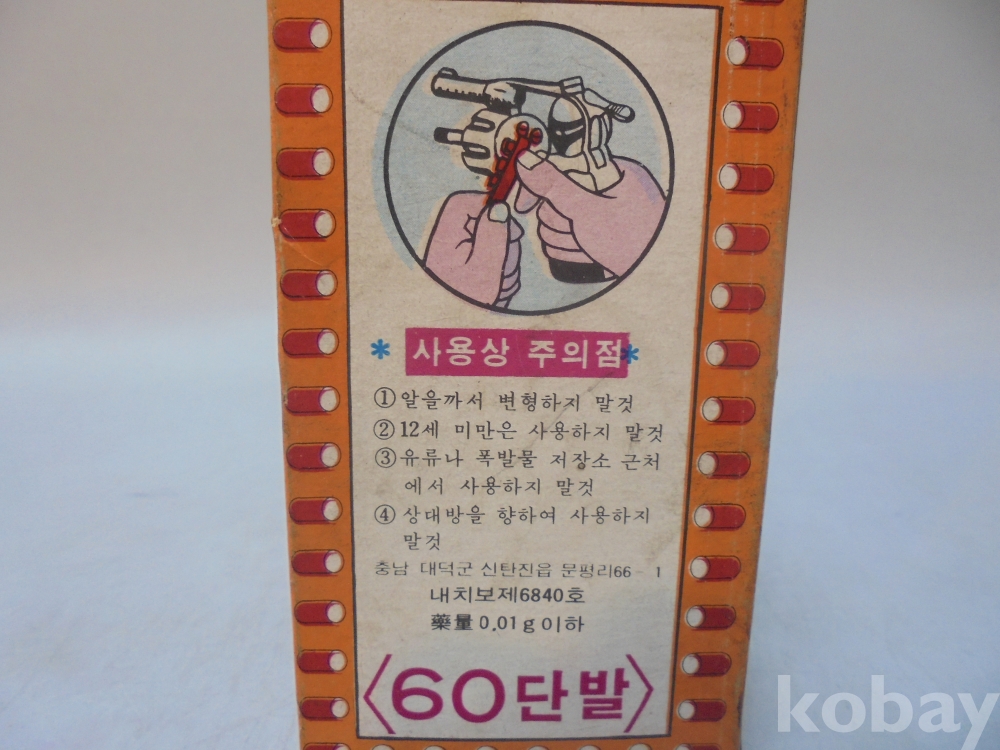 * 사용상 주의점 *
① 알을까서 변형하지 말것
② 12세 미만은 사용하지 말것
③ 유류나 폭발물 저장소 근처
에서 사용하지 말것
④ 상대방을 향하여 사용하지
말것
충남 대덕군 신탄진읍 문평리66-1
내치보제6840호
藥量 0.01g이하
〈60단발〉
kobay